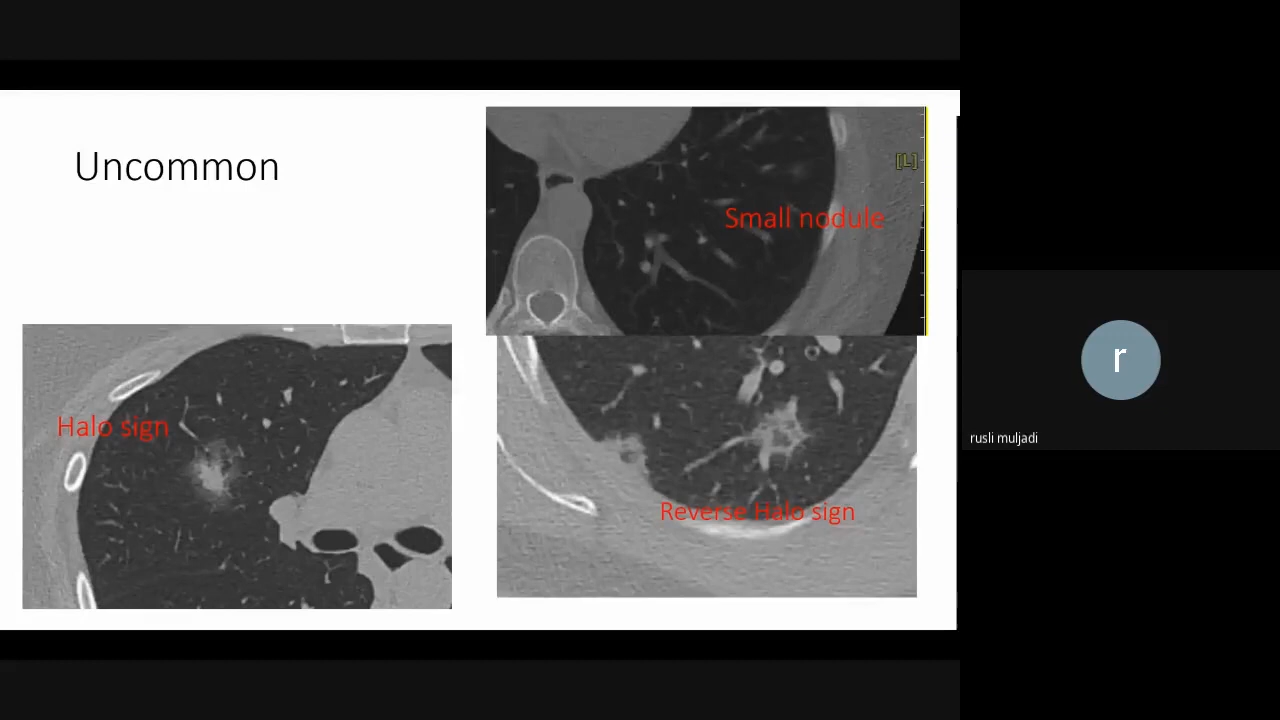 Uncommon
[L]
Small nodule
Halo sign
Reverse Halo sign
r
rusli muljadi